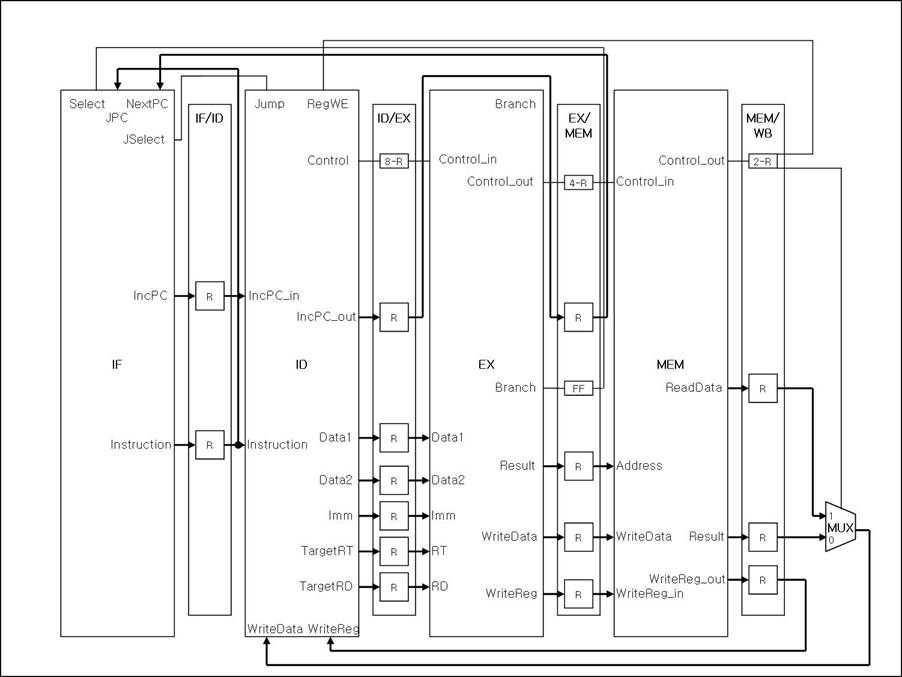 Select NextPC
JPC
JSelect
IncPC
IF
Instruction
IF/ID
R
R
Jump RegWE
Control
IncPC_in
IncPC_out
ID
Instruction
Data1
Data2
Imm
TargetRT
TargetRD
WriteData WriteReg
ID/EX
8-R
R
R
R
R
R
R
Branch
Control_in
Control_out
EX
Branch
Data1
Result
Data2
Imm
WriteData
RT
RD
WriteReg
EX/
MEM
4-R
R
FF
R
R
R
Control_out
Control_in
MEM
ReadData
Address
WriteData Result
WriteReg_out
WriteReg_in
MEM/
WB
2-R
R
R
R
1
MUX
0